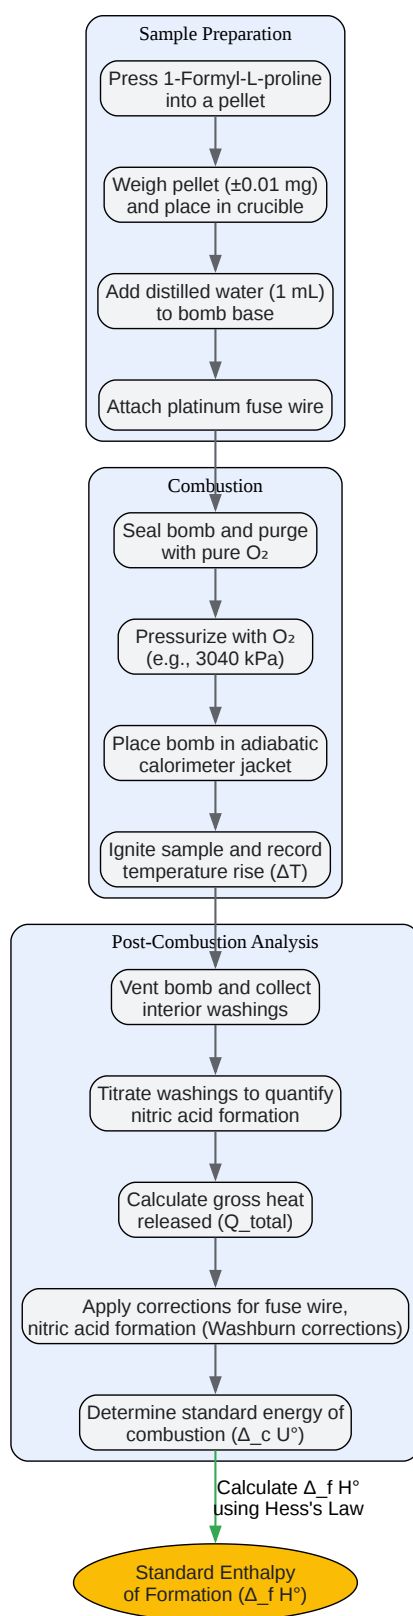 Sample Preparation
Press 1-Formyl-L-proline
into a pellet
Weigh pellet (±0.01 mg)
and place in crucible
Add distilled water (1 mL)
to bomb base
Attach platinum fuse wire
Combustion
Seal bomb and purge
with pure O₂
Pressurize with O₂
(e.g., 3040 kPa)
Place bomb in adiabatic
calorimeter jacket
Ignite sample and record
temperature rise (ΔT)
Post-Combustion Analysis
Vent bomb and collect
interior washings
Titrate washings to quantify
nitric acid formation
Calculate gross heat
released (Q_total)
Apply corrections for fuse wire,
nitric acid formation (Washburn corrections)
Determine standard energy of
combustion (Δ_c U°)
Calculate Δ_f H°
using Hess's Law
Standard Enthalpy
of Formation (Δ_f H°)